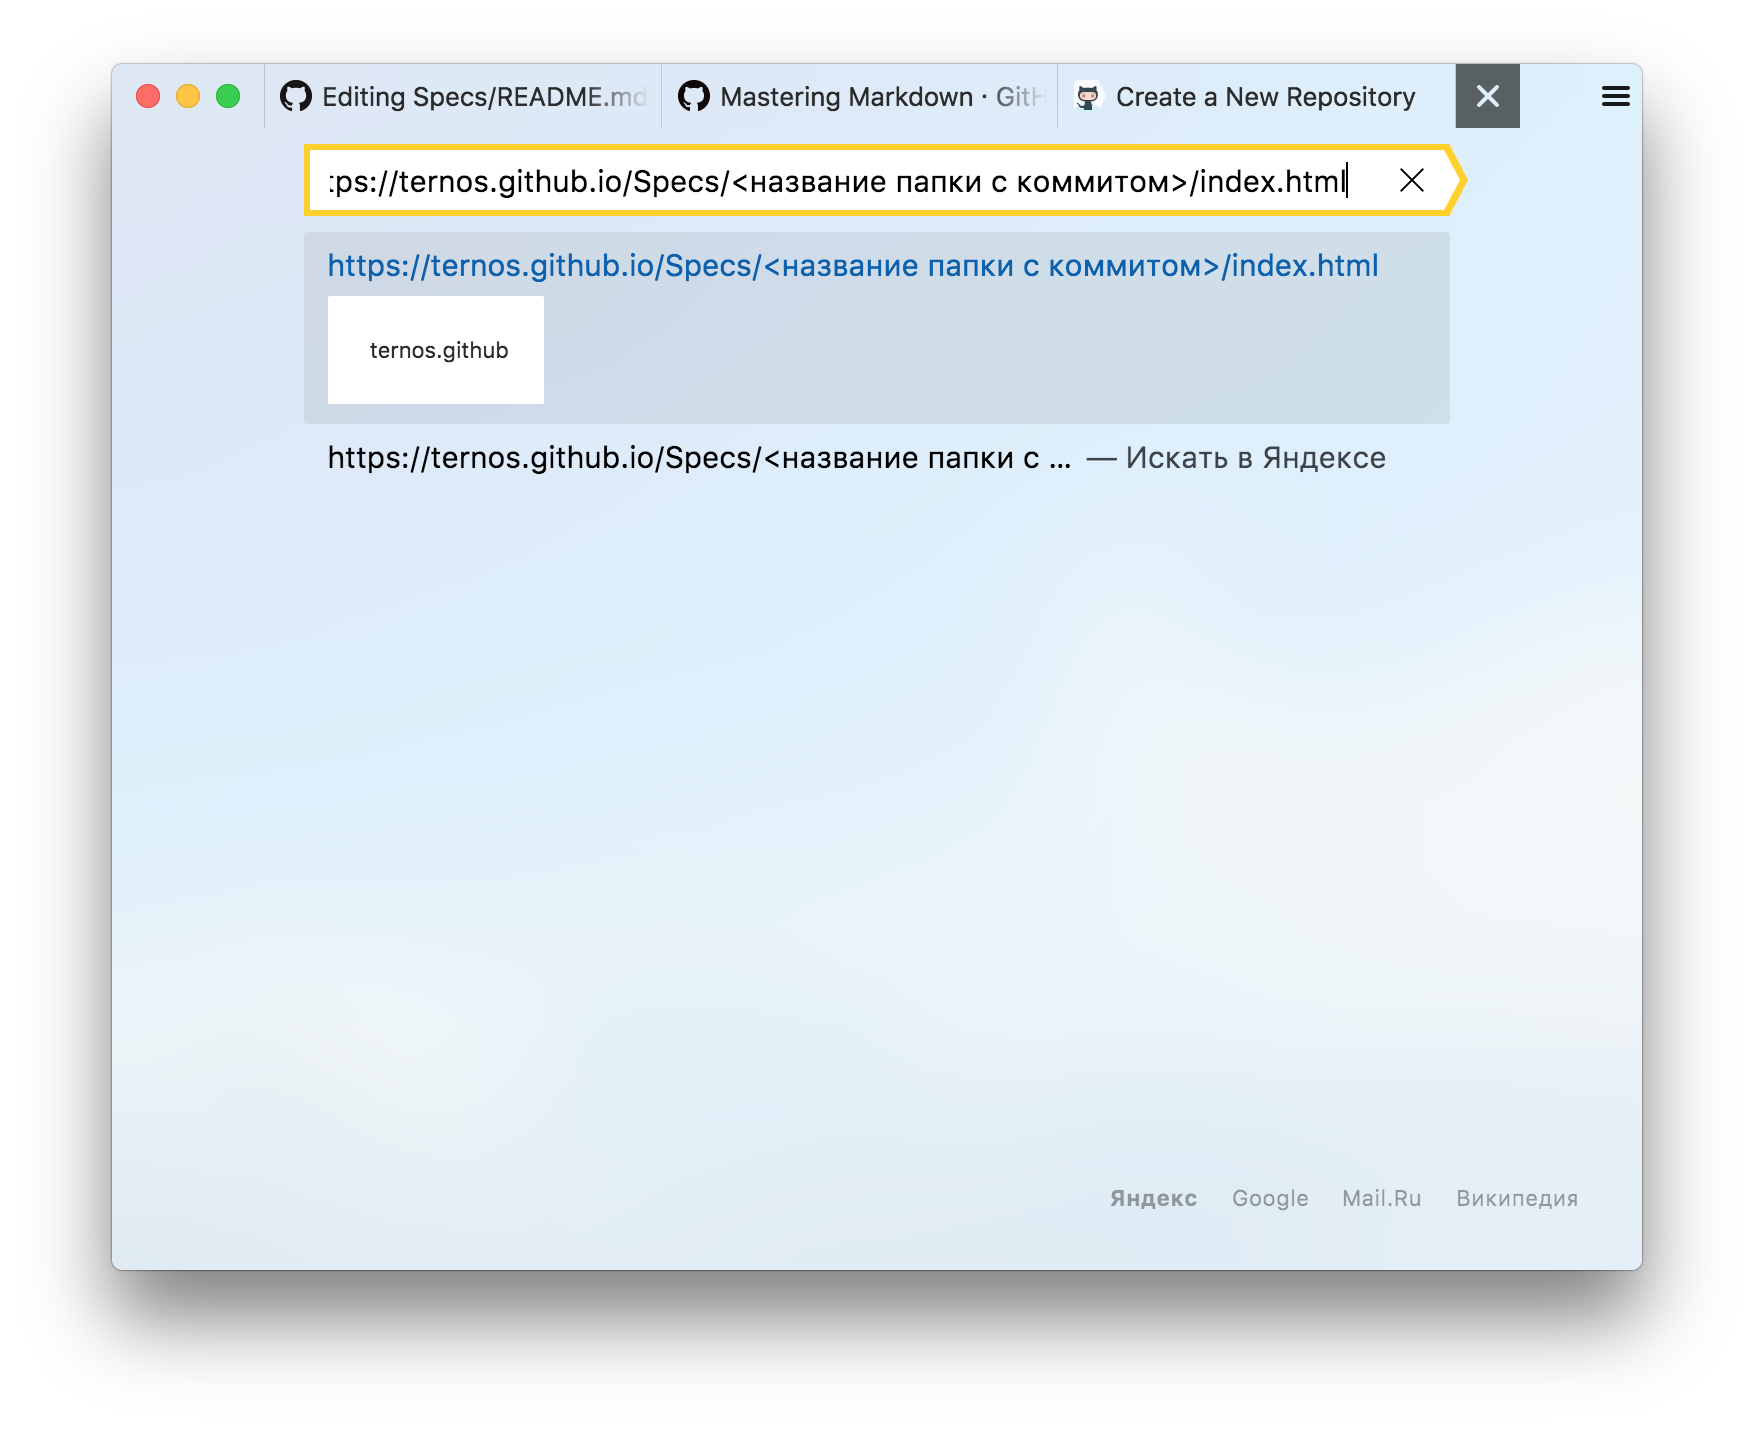 Editing Specs/README.md
Mastering Markdown · GitH
Create a New Repository
tps://ternos.github.io/Specs/<название папки с коммитом>/index.html
https://ternos.github.io/Specs/<название папки с коммитом>/index.html
ternos.github
https://ternos.github.io/Specs/<название папки с ... — Искать в Яндексе
Яндекс Google Mail.Ru Википедия